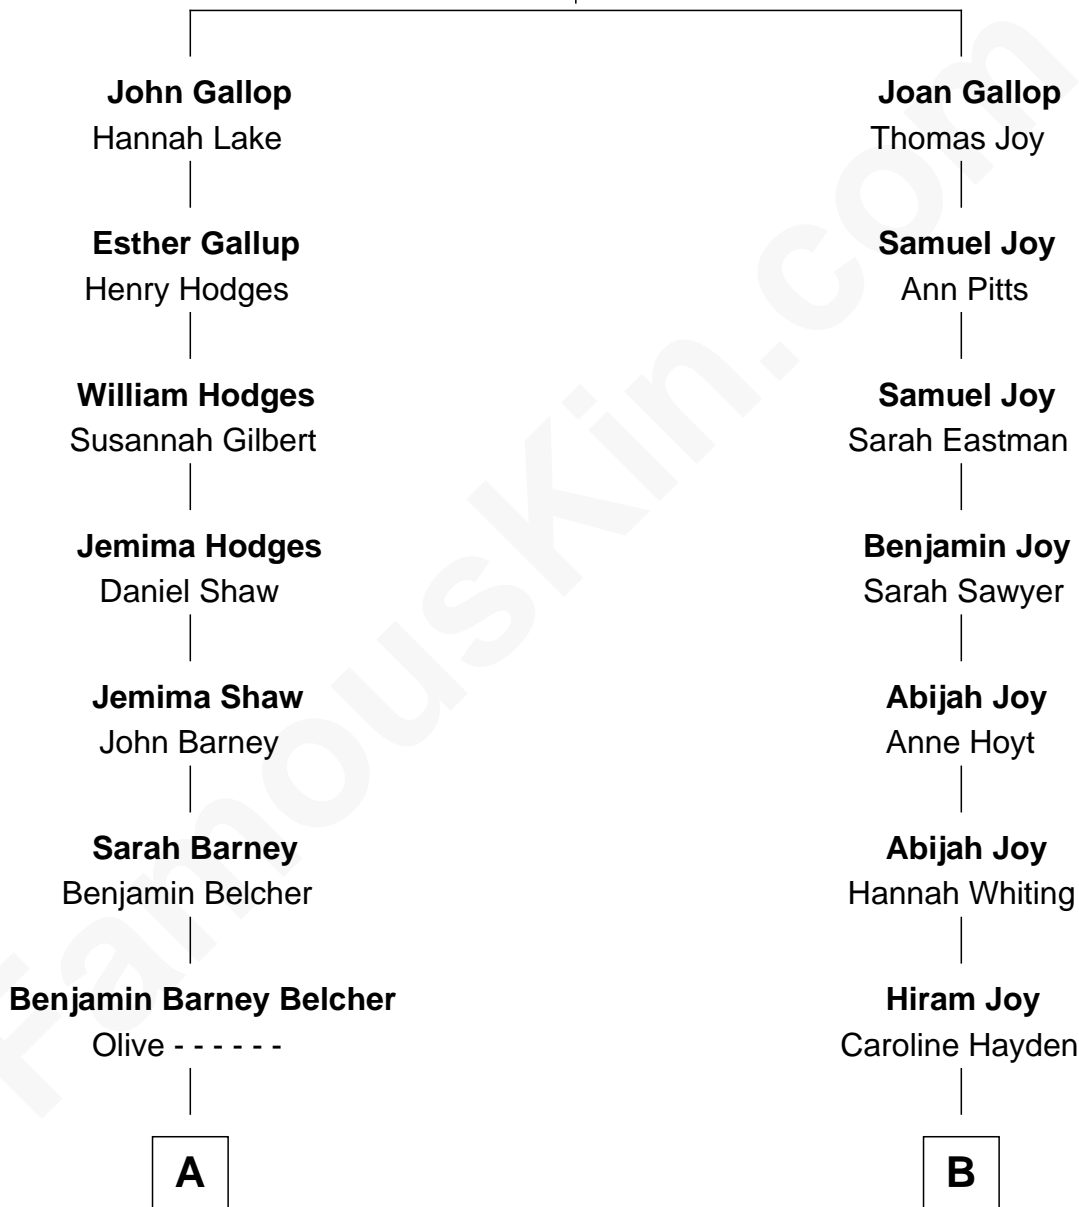 John Gallop
Hannah Lake
Joan Gallop
Thomas Joy
Esther Gallup
Henry Hodges
Samuel Joy
Ann Pitts
William Hodges
Susannah Gilbert
Samuel Joy
Sarah Eastman
Jemima Hodges
Daniel Shaw
Benjamin Joy
Sarah Sawyer
Jemima Shaw
John Barney
Abijah Joy
Anne Hoyt
Sarah Barney
Benjamin Belcher
Abijah Joy
Hannah Whiting
Benjamin Barney Belcher
Olive - - - - - -
Hiram Joy
Caroline Hayden
A
B
FamousKin.com